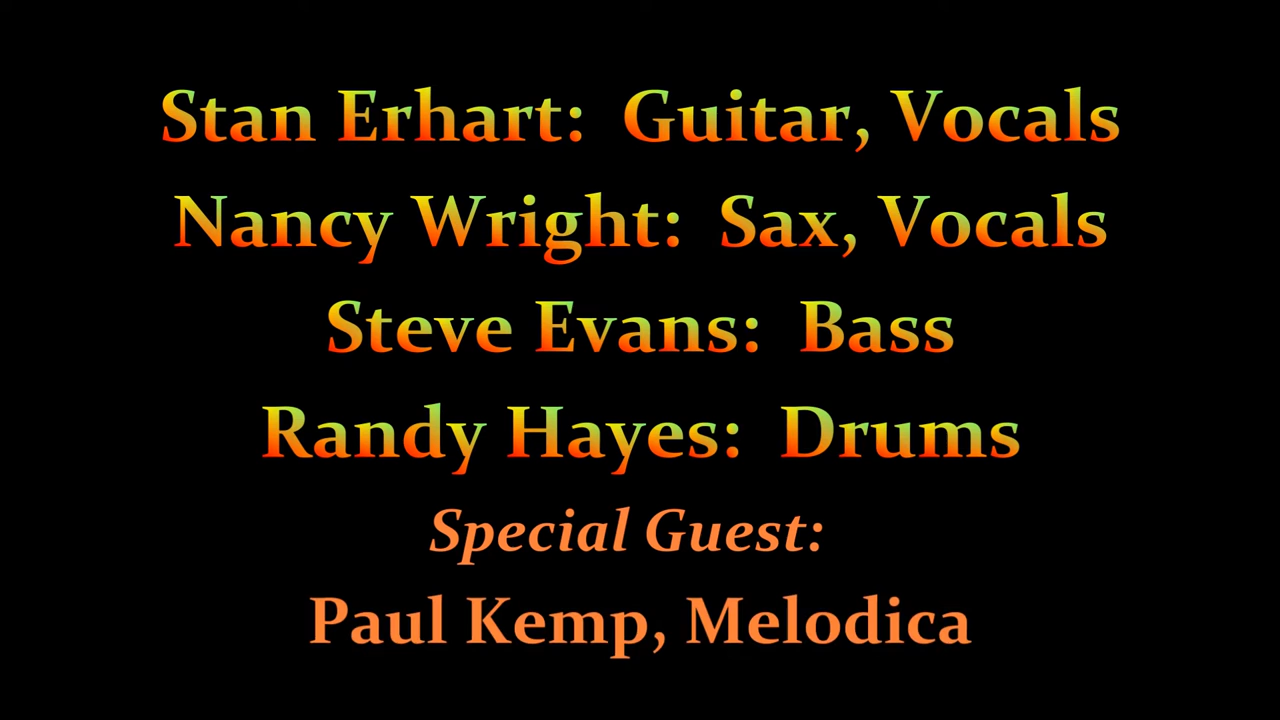 Stan Erhart:  Guitar, Vocals
Nancy Wright:  Sax, Vocals
Steve Evans:  Bass
Randy Hayes:  Drums
Special Guest:
Paul Kemp, Melodica